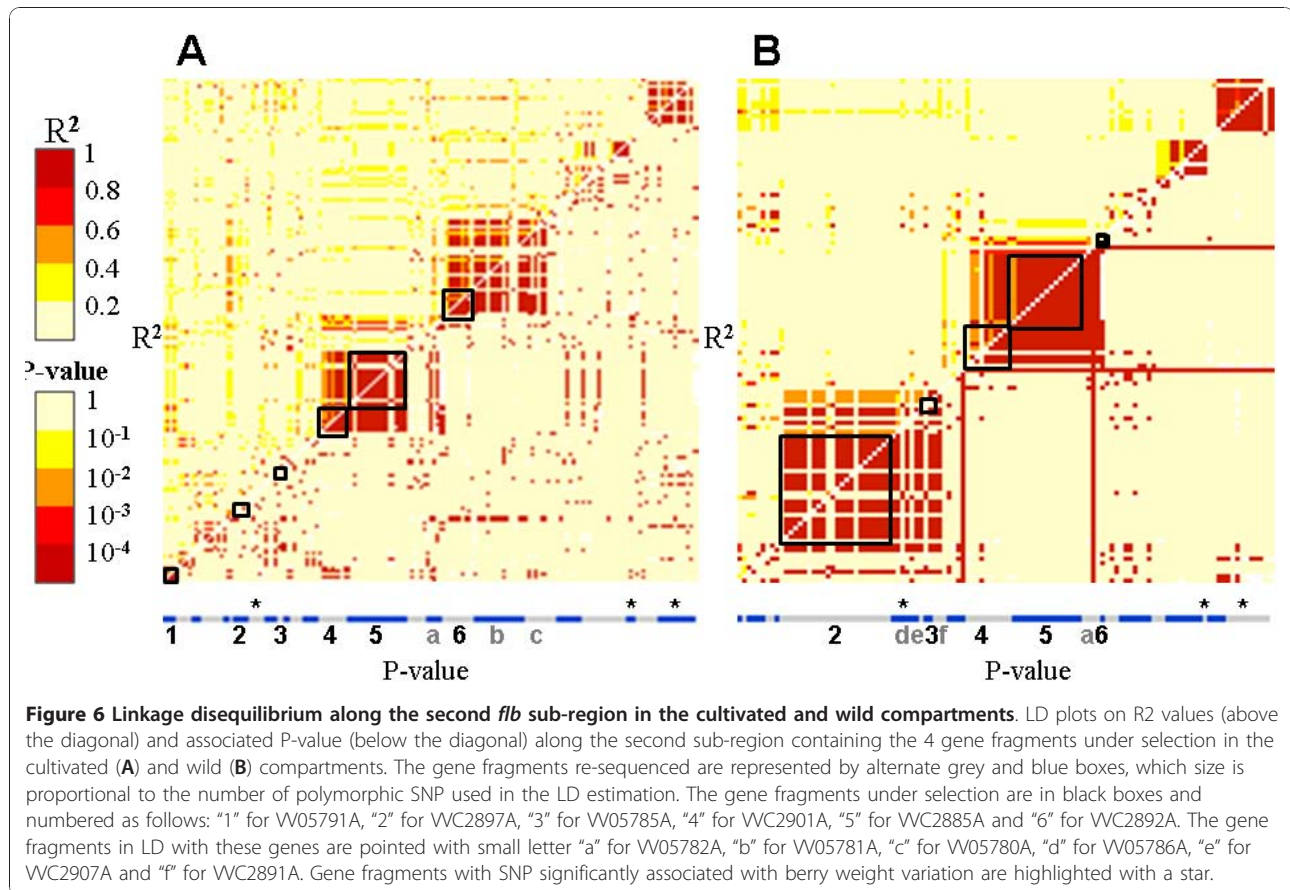 A
B
R²
1
0.8
0.6
0.4
0.2
P-value
1
10⁻¹
10⁻²
10⁻³
10⁻⁴
R²
R²
* * *
1 2 3 4 5 a 6 b c
P-value
* * *
2 de3f 4 5 a6
P-value
Figure 6 Linkage disequilibrium along the second flb sub-region in the cultivated and wild compartments. LD plots on R2 values (above
the diagonal) and associated P-value (below the diagonal) along the second sub-region containing the 4 gene fragments under selection in the
cultivated (A) and wild (B) compartments. The gene fragments re-sequenced are represented by alternate grey and blue boxes, which size is
proportional to the number of polymorphic SNP used in the LD estimation. The gene fragments under selection are in black boxes and
numbered as follows: “1” for VV05791A, “2” for VVC2897A, “3” for VV05785A, “4” VVC2901A, “5” VVC2885A and “6” VVC2892A. The gene
fragments in LD with these genes are pointed with small letter “a” for VV05782A, “b” for VV05781A, “c” for VV05780A, “d” for VV05786A, “e” for
VVC2907A and “f” for VVC2891A. Gene fragments with SNP significantly associated with berry weight variation are highlighted with a star.